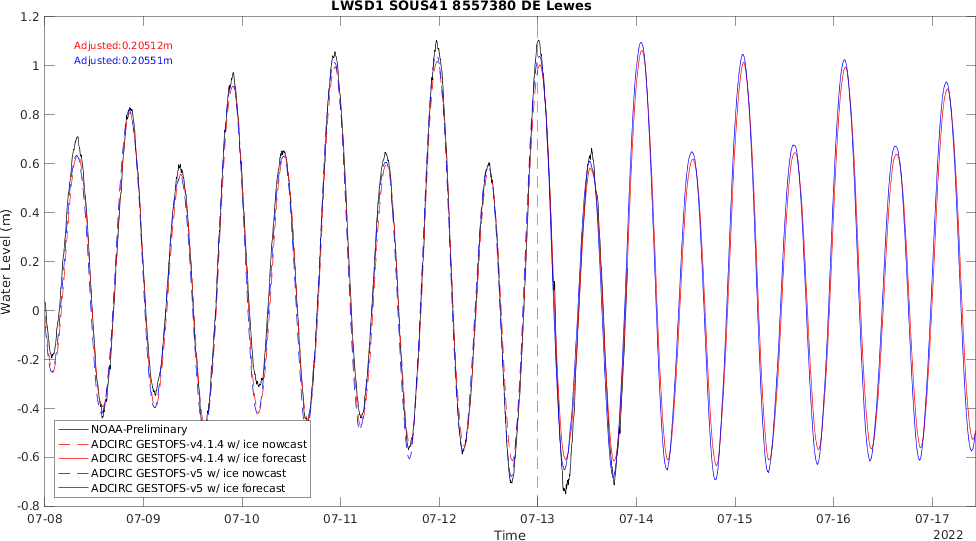 LWSD1 SOUS41 8557380 DE Lewes
Adjusted:0.20512m
Adjusted:0.20551m
1.2
1
0.8
0.6
0.4
0.2
0
-0.2
-0.4
-0.6
-0.8
Water Level (m)
NOAA-Preliminary
ADCIRC GESTOFS-v4.1.4 w/ ice nowcast
ADCIRC GESTOFS-v4.1.4 w/ ice forecast
ADCIRC GESTOFS-v5 w/ ice nowcast
ADCIRC GESTOFS-v5 w/ ice forecast
07-08 07-09 07-10 07-11 07-12 07-13 07-14 07-15 07-16 07-17
2022
Time